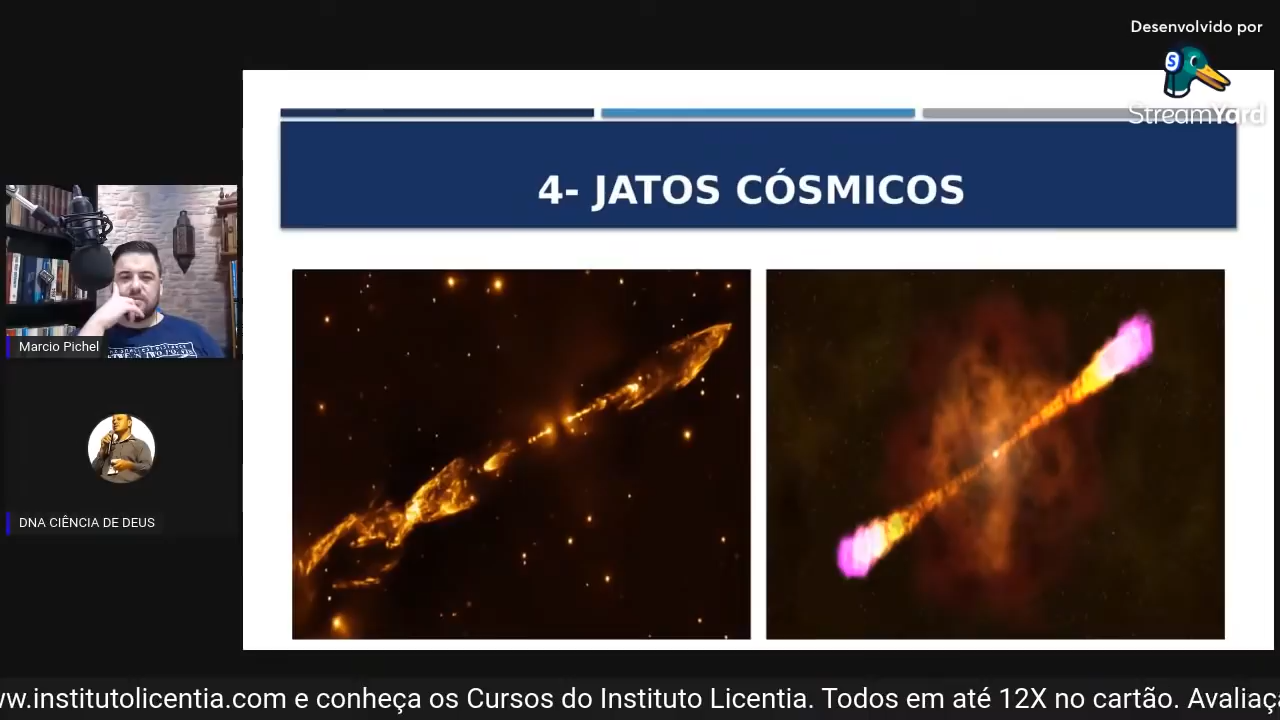 Desenvolvido por
StreamYard
4- JATOS CÓSMICOS
Marcio Pichel
DNA CIÊNCIA DE DEUS
ww.institutolicentia.com e conheça os Cursos do Instituto Licentia. Todos em até 12X no cartão. Avaliaç